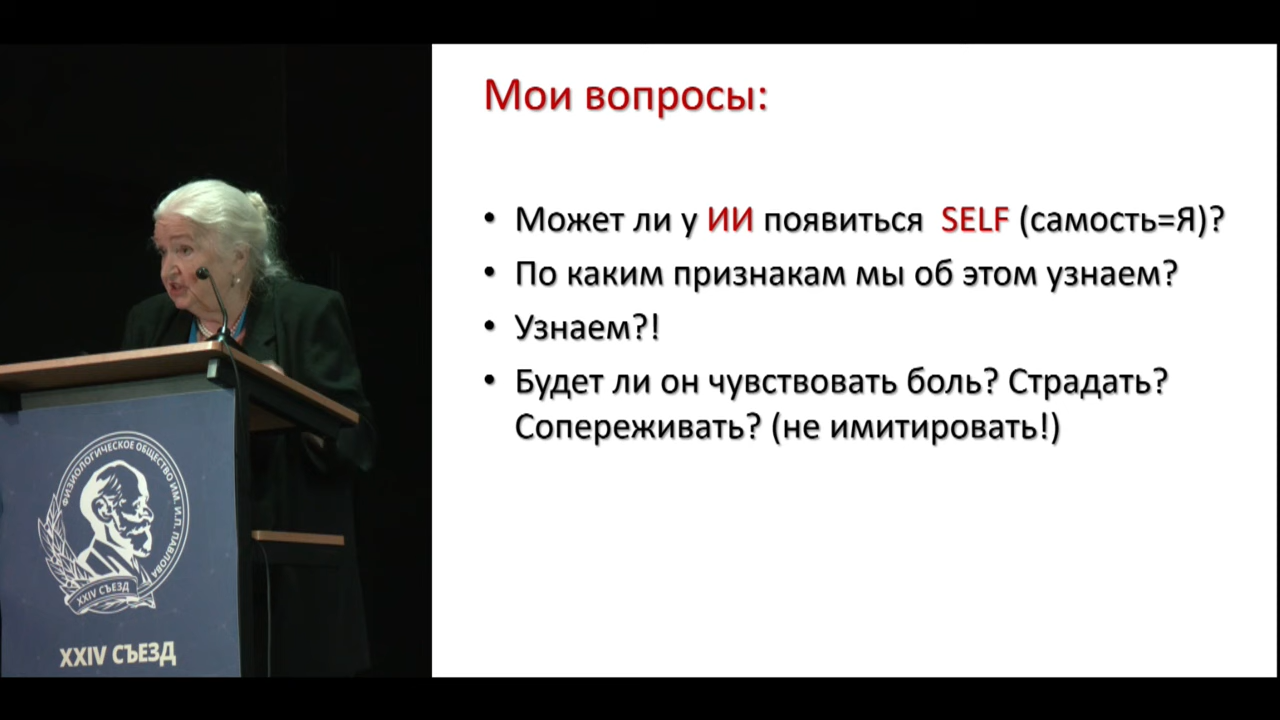 Мои вопросы:
• Может ли у ИИ появиться SELF (самость=Я)?
• По каким признакам мы об этом узнаем?
• Узнаем?!
• Будет ли он чувствовать боль? Страдать?
Сопереживать? (не имитировать!)
ФИЗИОЛОГИЧЕСКОЕ ОБЩЕСТВО ИМ. И.П. ПАВЛОВА
XXIV СЪЕЗД
XXIV СЪЕЗД